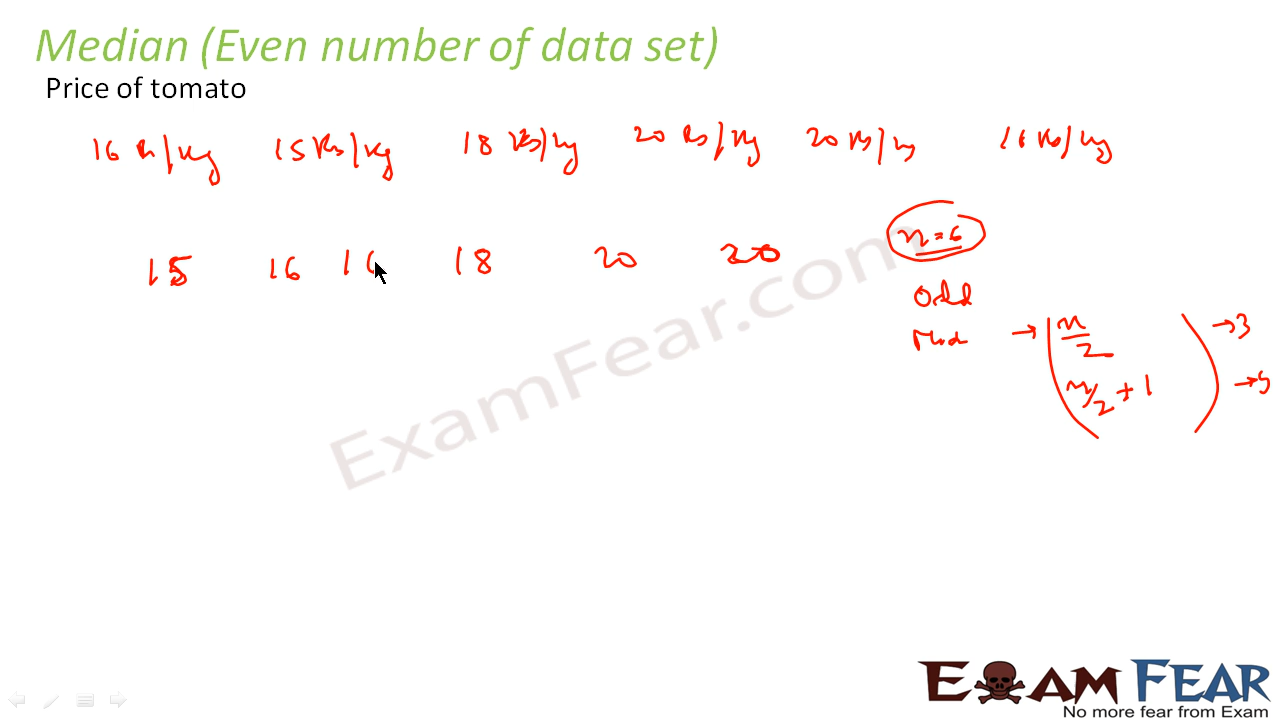 Median (Even number of data set)
Price of tomato
16 Rs/kg 15 Rs/kg 18 Rs/kg 20 Rs/kg 20 Rs/kg 16 Rs/kg
n=6
15 16 16 18 20 20
Odd
→ n/2 → 3
n/2 + 1 →
ExamFear.com
EXAM FEAR
No more fear from Exam